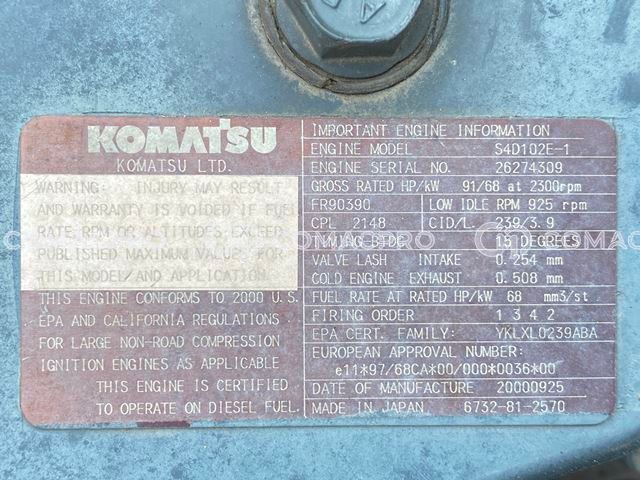 KOMATSU
KOMATSU LTD.
WARNING: INJURY MAY RESULT
AND WARRANTY IS VOIDED IF FUEL
RATE RPM OR ALTITUDES EXCEED
PUBLISHED MAXIMUM VALUES FOR
THIS MODEL AND APPLICATION
THIS ENGINE CONFORMS TO 2000 U.S.
EPA AND CALIFORNIA REGULATIONS
FOR LARGE NON-ROAD COMPRESSION
IGNITION ENGINES AS APPLICABLE
THIS ENGINE IS CERTIFIED
TO OPERATE ON DIESEL FUEL.
IMPORTANT ENGINE INFORMATION
ENGINE MODEL S4D102E-1
ENGINE SERIAL NO. 26274309
GROSS RATED HP/kW 91/68 at 2300rpm
FR90390 LOW IDLE RPM 925 rpm
CPL 2148 CID/L. 239/3.9
TIMING-BTDC 15 DEGREES
VALVE LASH INTAKE 0.254 mm
COLD ENGINE EXHAUST 0.508 mm
FUEL RATE AT RATED HP/kW 68 mm3/st
FIRING ORDER 1 3 4 2
EPA CERT. FAMILY: YKLXL0239ABA
EUROPEAN APPROVAL NUMBER:
e11*97/68CA*00/000*0036*00
DATE OF MANUFACTURE 20000925
MADE IN JAPAN 6732-81-2570